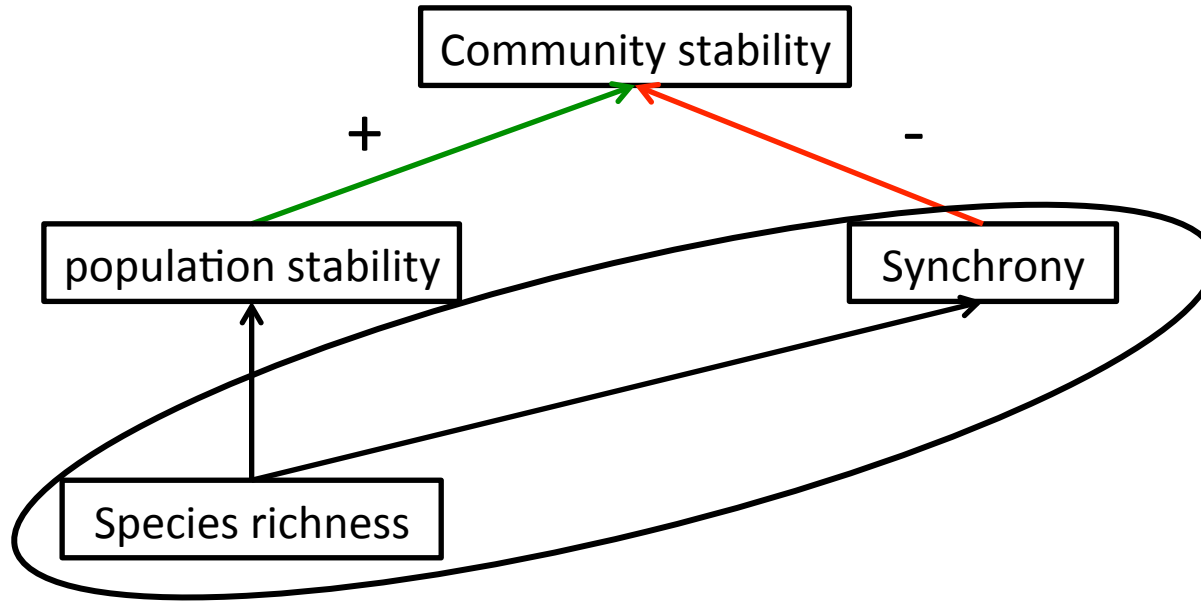 Community stability
+
-
population stability
Synchrony
Species richness